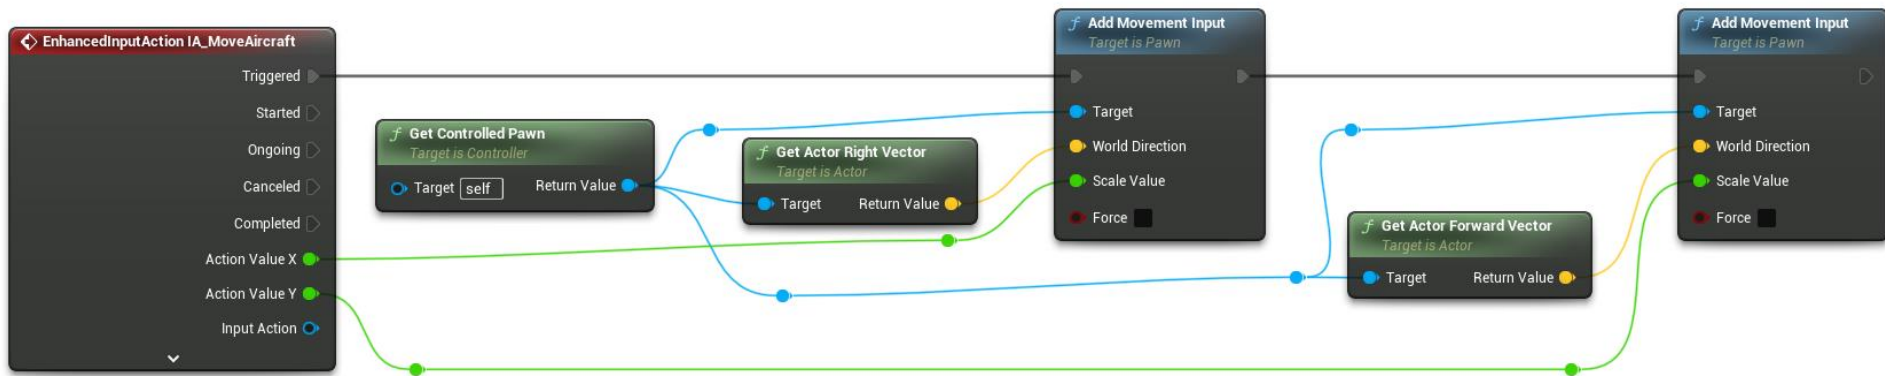 EnhancedInputAction IA_MoveAircraft
Triggered
Started
Ongoing
Canceled
Completed
Action Value X
Action Value Y
Input Action
f Get Controlled Pawn
Target is Controller
Target self Return Value
f Get Actor Right Vector
Target is Actor
Target Return Value
f Add Movement Input
Target is Pawn
Target
World Direction
Scale Value
Force
f Get Actor Forward Vector
Target is Actor
Target Return Value
f Add Movement Input
Target is Pawn
Target
World Direction
Scale Value
Force